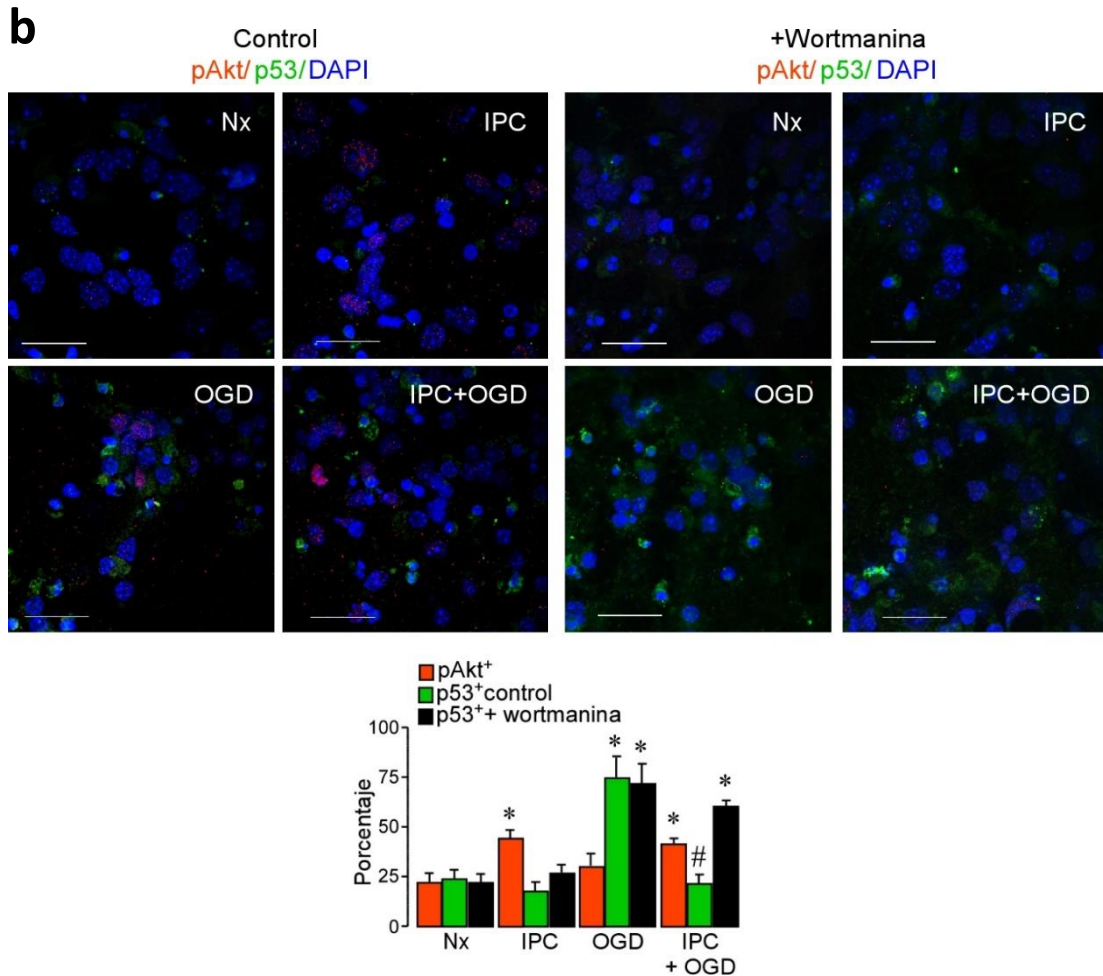 b
Control
+Wortmanina
pAkt/ p53/ DAPI
pAkt/ p53/ DAPI
Nx
IPC
Nx
IPC
OGD
IPC+OGD
OGD
IPC+OGD
pAkt⁺
p53⁺control
p53⁺+ wortmanina
Porcentaje
100
75
50
25
0
*
*
*
*
#
*
Nx
IPC
OGD
IPC
+ OGD